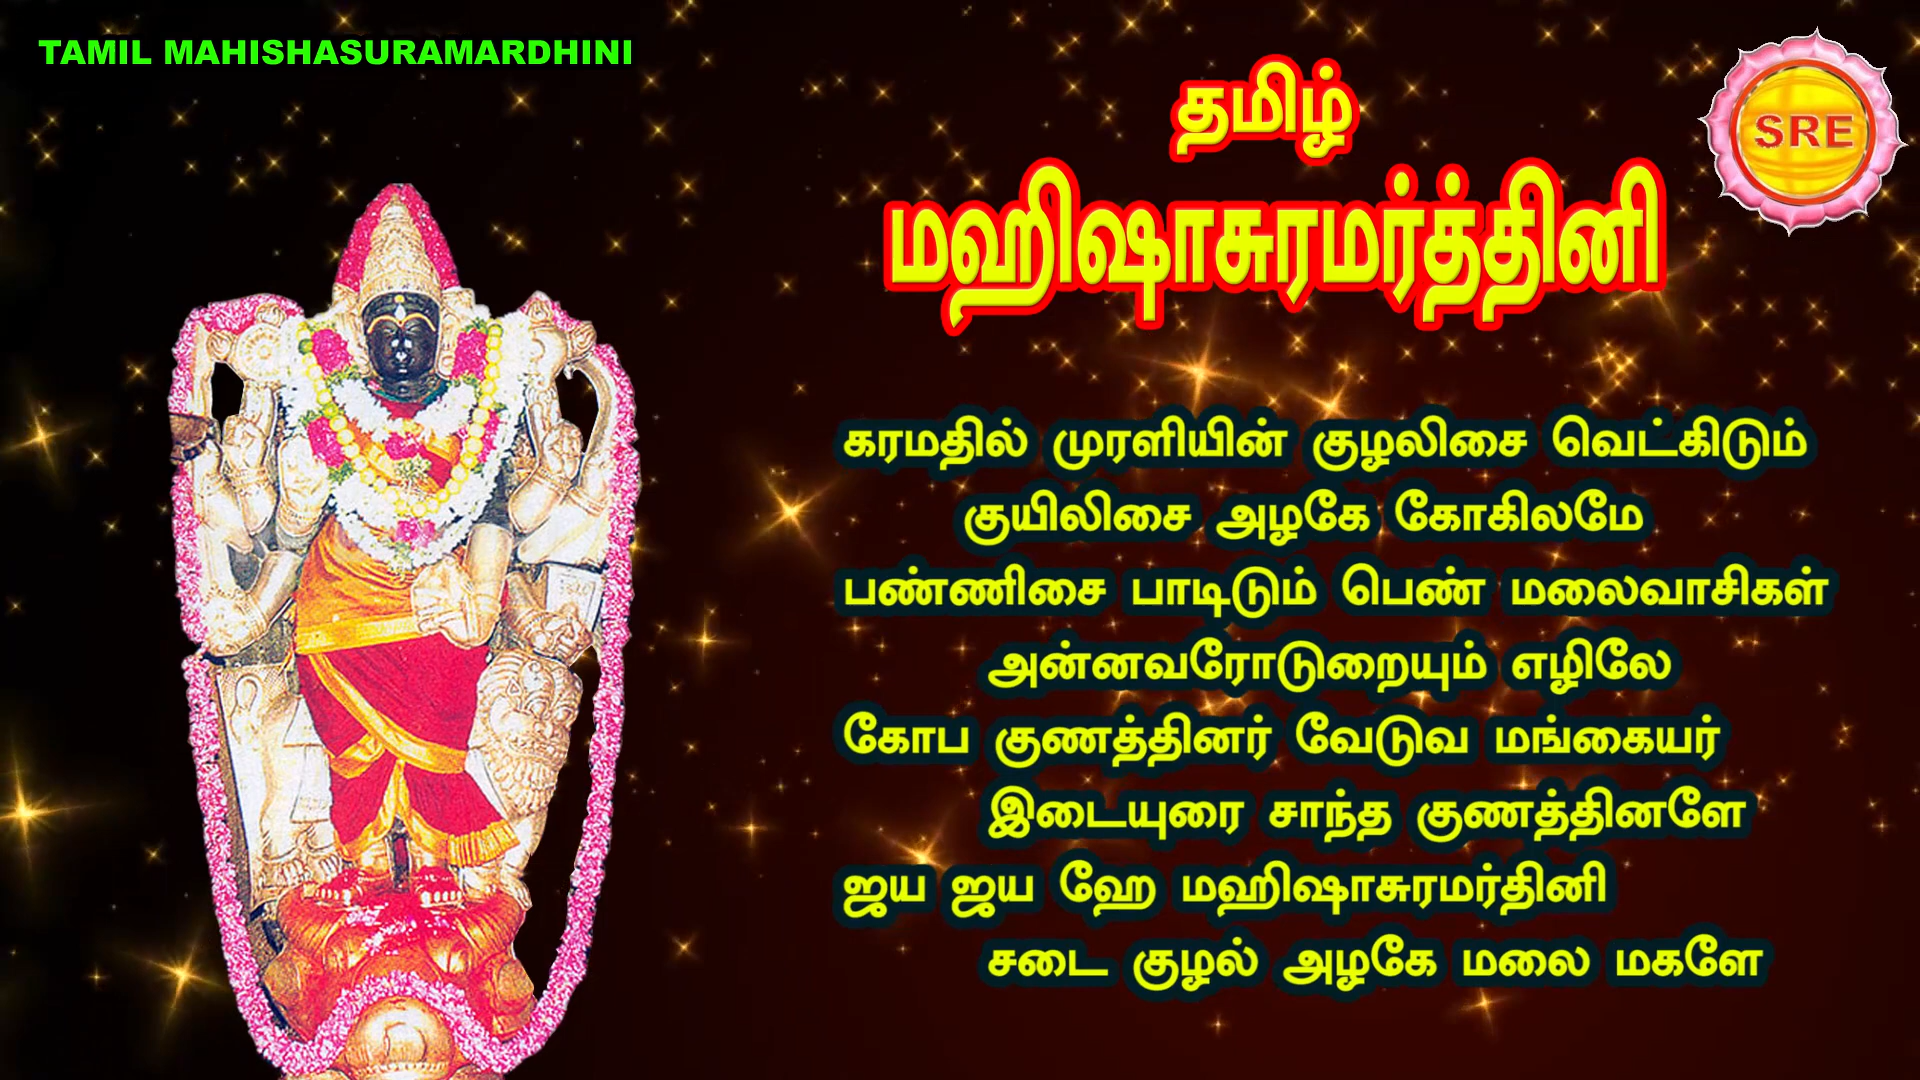 TAMIL MAHISHASURAMARDHINI
தமிழ்
மஹிஷாசுரமர்த்தினி
SRE
கரமதில் முரளியின் குழலிசை வெட்கிடும்
குயிலிசை அழகே கோகிலமே
பண்ணிசை பாடிடும் பெண் மலைவாசிகள்
அன்னவரோடுறையும் எழிலே
கோப குணத்தினர் வேடுவ மங்கையர்
இடையுரை சாந்த குணத்தினளே
ஜய ஜய ஹே மஹிஷாசுரமர்தினி
சடை குழல் அழகே மலை மகளே